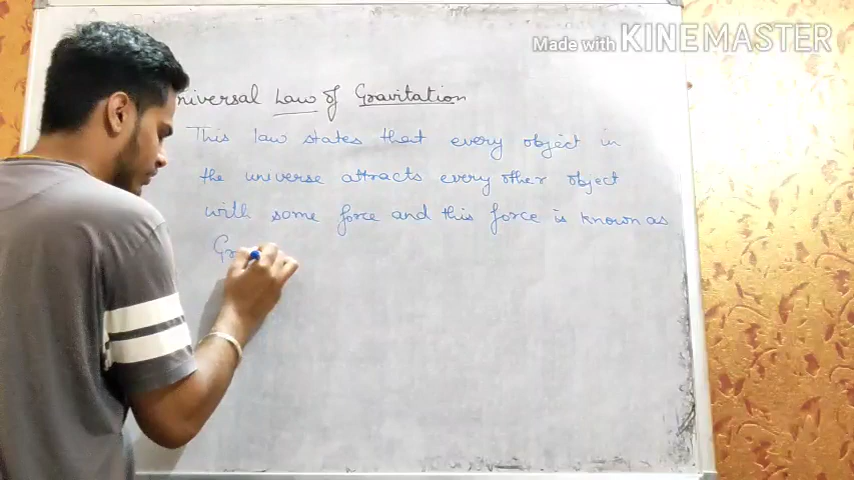 Made with KINEMASTER
niversal Law of Gravitation
This law states that every object in
the universe attracts every other object
with some force and this force is known as
Gr